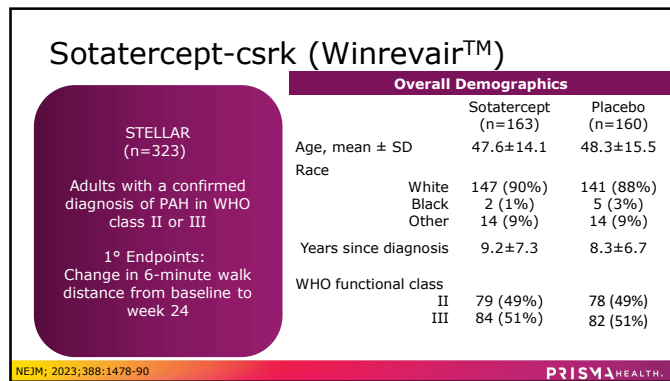 Sotatercept-csrk (Winrevair™)
STELLAR
(n=323)
Adults with a confirmed
diagnosis of PAH in WHO
class II or III
1° Endpoints:
Change in 6-minute walk
distance from baseline to
week 24
Overall Demographics
Sotatercept Placebo
(n=163) (n=160)
Age, mean ± SD 47.6±14.1 48.3±15.5
Race
White 147 (90%) 141 (88%)
Black 2 (1%) 5 (3%)
Other 14 (9%) 14 (9%)
Years since diagnosis 9.2±7.3 8.3±6.7
WHO functional class
II 79 (49%) 78 (49%)
III 84 (51%) 82 (51%)
NEJM; 2023;388:1478-90
PRISMAHEALTH.